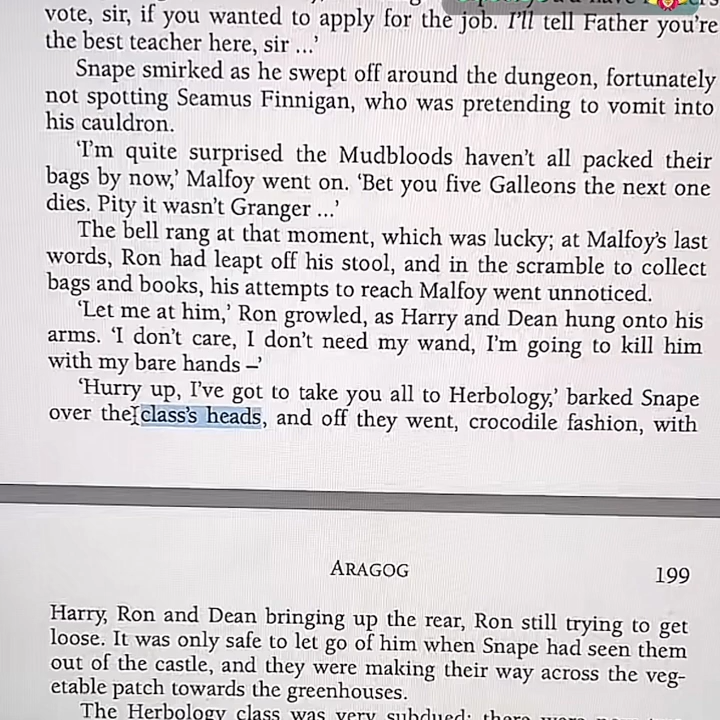 vote, sir, if you wanted to apply for the job. I'll tell Father you're
the best teacher here, sir ...’
Snape smirked as he swept off around the dungeon, fortunately
not spotting Seamus Finnigan, who was pretending to vomit into
his cauldron.
‘I'm quite surprised the Mudbloods haven't all packed their
bags by now,’ Malfoy went on. ‘Bet you five Galleons the next one
dies. Pity it wasn't Granger ...’
The bell rang at that moment, which was lucky; at Malfoy's last
words, Ron had leapt off his stool, and in the scramble to collect
bags and books, his attempts to reach Malfoy went unnoticed.
‘Let me at him,’ Ron growled, as Harry and Dean hung onto his
arms. ‘I don't care, I don't need my wand, I'm going to kill him
with my bare hands –’
‘Hurry up, I've got to take you all to Herbology,’ barked Snape
over the class's heads, and off they went, crocodile fashion, with
ARAGOG 199
Harry, Ron and Dean bringing up the rear, Ron still trying to get
loose. It was only safe to let go of him when Snape had seen them
out of the castle, and they were making their way across the veg-
etable patch towards the greenhouses.
The Herbology class was very subdued; there were